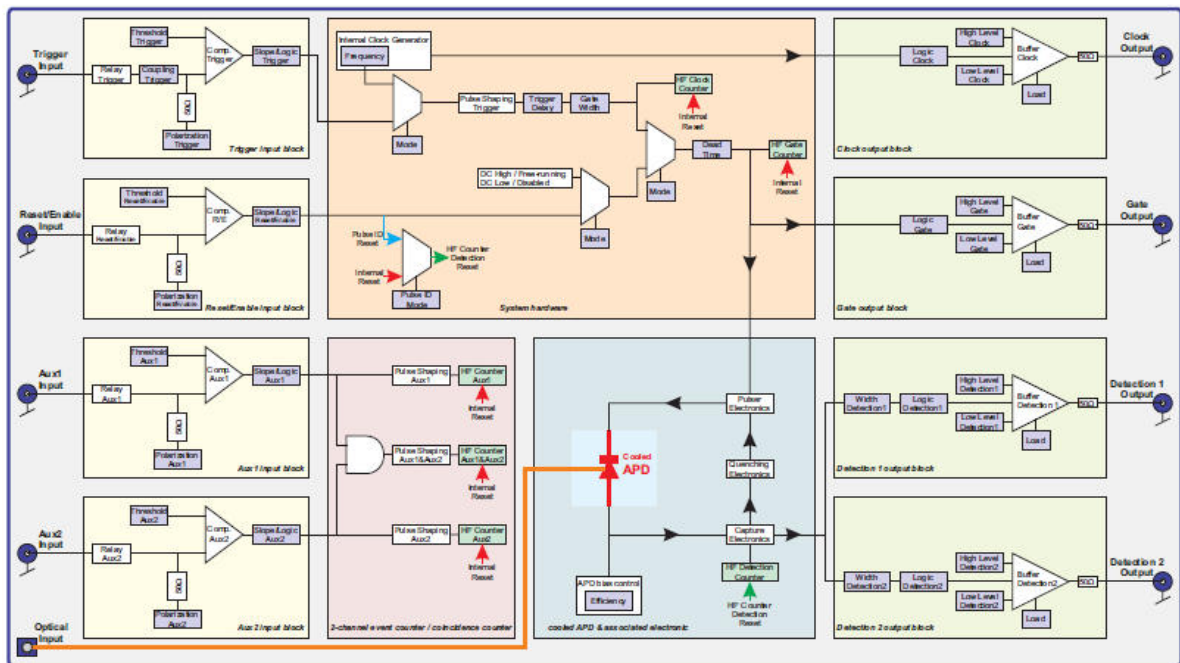 Trigger
Input
Threshold
Trigger
Relay
Trigger
Coupling
Trigger
50Ω
Polarization
Trigger
Comp.
Trigger
Slope/Logic
Trigger
Trigger Input block
Internal Clock Generator
Frequency
Mode
Pulse Shaping
Trigger
Trigger
Delay
Gate
Width
HF Clock
Counter
Internal
Reset
Mode
Dead
Time
HF Gate
Counter
Internal
Reset
DC High / Free-running
DC Low / Disabled
Mode
Pulse ID
Reset
Internal
Reset
HF Counter
Detection
Reset
Pulse ID
Mode
System hardware
Logic
Clock
High Level
Clock
Low Level
Clock
Buffer
Clock
Load
50Ω
Clock
Output
Clock output block
Reset/Enable
Input
Threshold
Reset/Enable
Relay
Reset/Enable
50Ω
Polarization
Reset/Enable
Comp.
R/E
Slope/Logic
Reset/Enable
Reset/Enable Input block
Logic
Gate
High Level
Gate
Low Level
Gate
Buffer
Gate
Load
50Ω
Gate
Output
Gate output block
Aux1
Input
Threshold
Aux1
Relay
Aux1
50Ω
Polarization
Aux1
Comp.
Aux1
Slope/Logic
Aux1
Aux1 Input block
Pulse Shaping
Aux1
HF Counter
Aux1
Internal
Reset
Pulse Shaping
Aux1&Aux2
HF Counter
Aux1&Aux2
Internal
Reset
Pulse Shaping
Aux2
HF Counter
Aux2
Internal
Reset
2-channel event counter / coincidence counter
Pulser
Electronics
Cooled
APD
Quenching
Electronics
Capture
Electronics
HF Detection
Counter
HF Counter
Detection
Reset
APD bias control
Efficiency
cooled APD & associated electronic
Width
Detection1
Logic
Detection1
High Level
Detection1
Low Level
Detection1
Buffer
Detection 1
Load
50Ω
Detection 1
Output
Detection 1 output block
Aux2
Input
Threshold
Aux2
Relay
Aux2
50Ω
Polarization
Aux2
Comp.
Aux2
Slope/Logic
Aux2
Aux2 Input block
Width
Detection2
Logic
Detection2
High Level
Detection2
Low Level
Detection2
Buffer
Detection2
Load
50Ω
Detection 2
Output
Detection 2 output block
Optical
Input